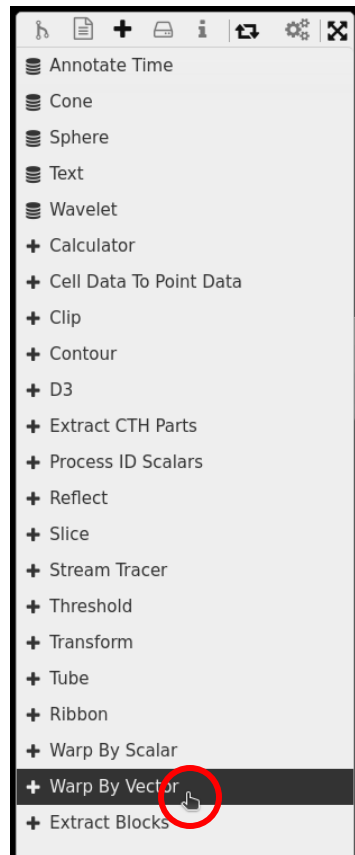 Annotate Time
Cone
Sphere
Text
Wavelet
Calculator
Cell Data To Point Data
Clip
Contour
D3
Extract CTH Parts
Process ID Scalars
Reflect
Slice
Stream Tracer
Threshold
Transform
Tube
Ribbon
Warp By Scalar
Warp By Vector
Extract Blocks